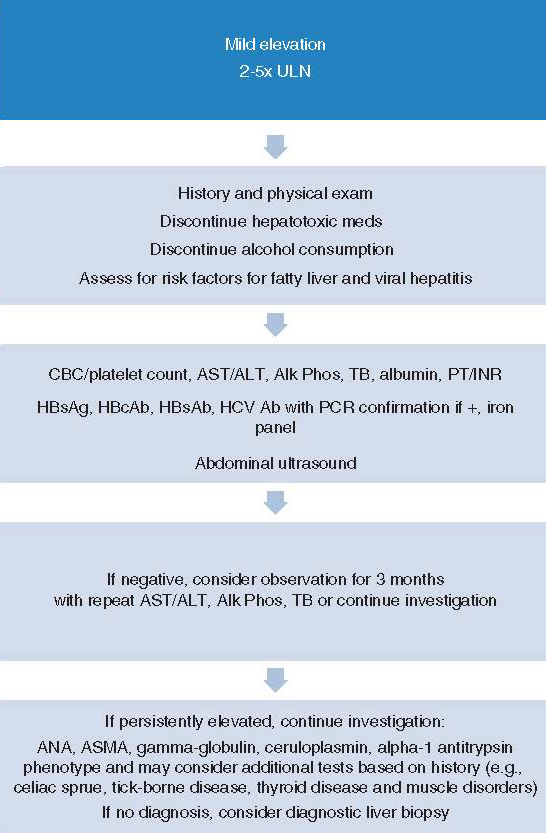 Mild elevation
2-5x ULN
History and physical exam
Discontinue hepatotoxic meds
Discontinue alcohol consumption
Assess for risk factors for fatty liver and viral hepatitis
CBC/platelet count, AST/ALT, Alk Phos, TB, albumin, PT/INR
HBsAg, HBcAb, HBsAb, HCV Ab with PCR confirmation if +, iron
panel
Abdominal ultrasound
If negative, consider observation for 3 months
with repeat AST/ALT, Alk Phos, TB or continue investigation
If persistently elevated, continue investigation:
ANA, ASMA, gamma-globulin, ceruloplasmin, alpha-1 antitrypsin
phenotype and may consider additional tests based on history (e.g.,
celiac sprue, tick-borne disease, thyroid disease and muscle disorders)
If no diagnosis, consider diagnostic liver biopsy